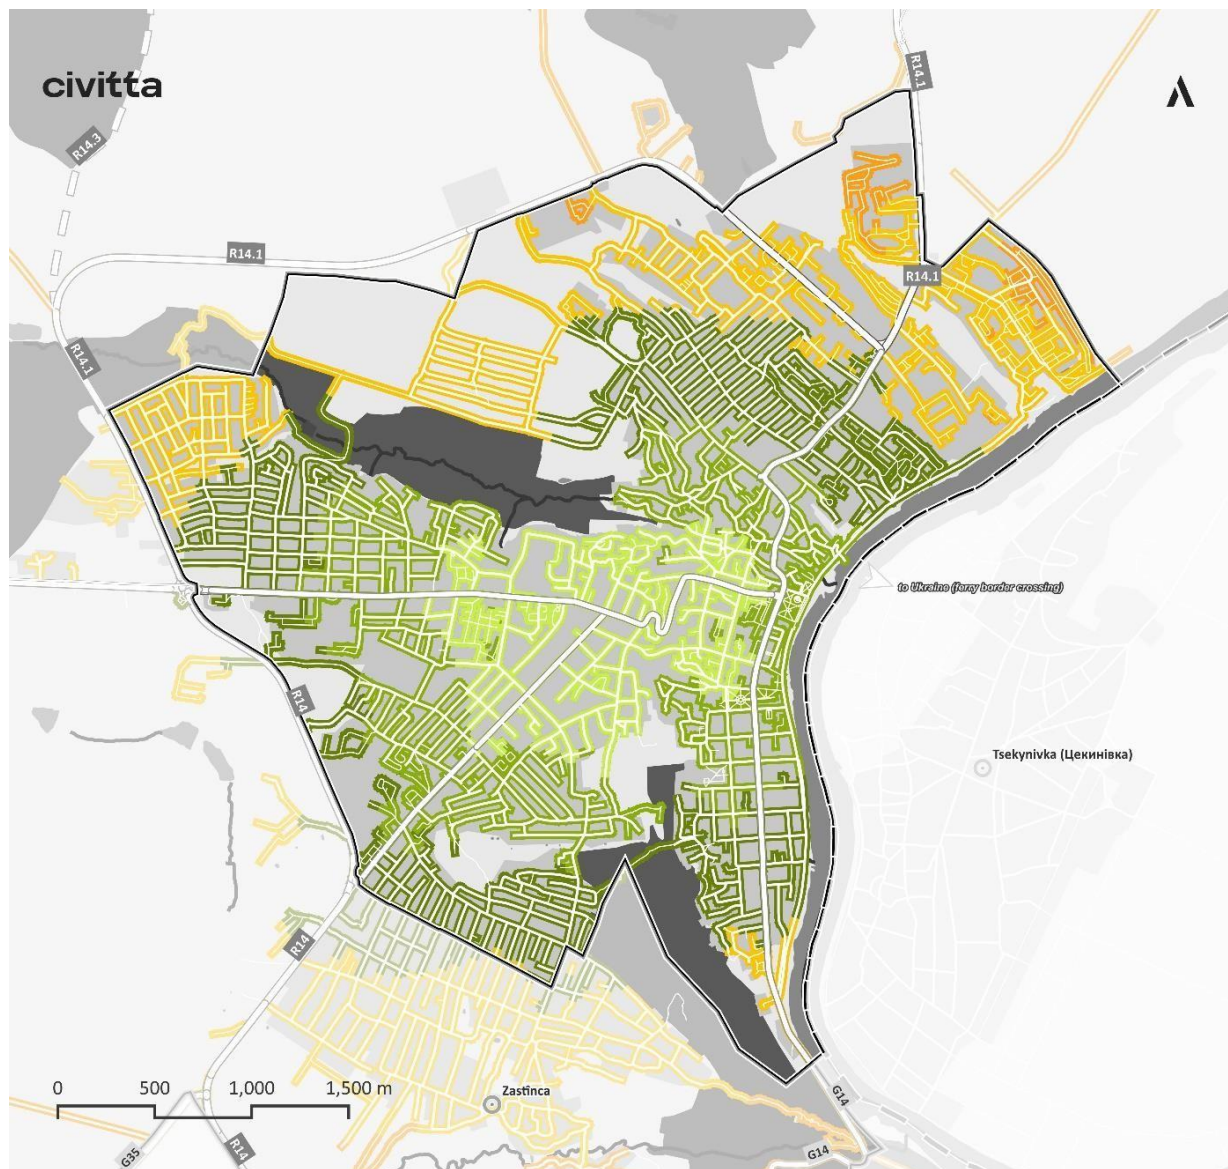 civitta
R14.1
R14.3
R14.1
R14.1
R14.1
to Ukraine (ferry border crossing)
R14
Tsekynivka (Цекинівка)
R14
0 500 1,000 1,500 m
Zastînca
G14
R14
G35
G14